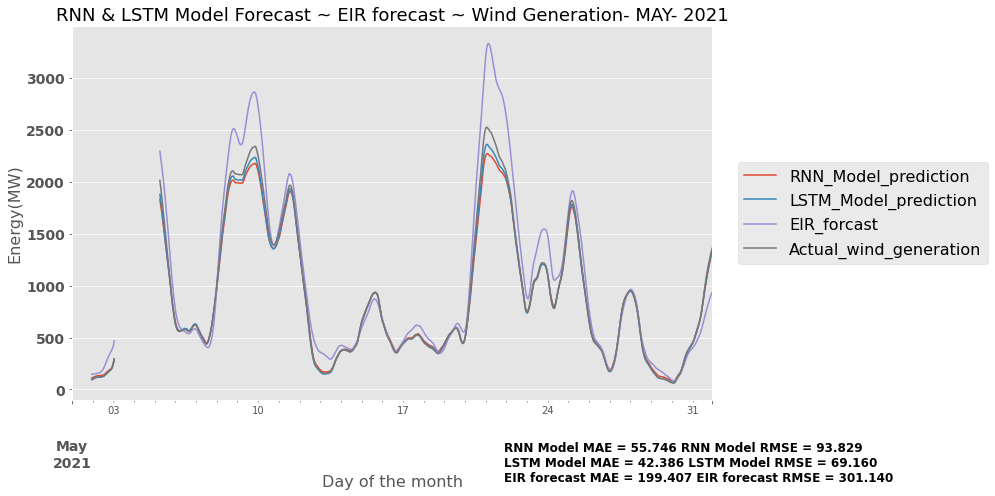 RNN & LSTM Model Forecast ~ EIR forecast ~ Wind Generation- MAY- 2021
Energy(MW)
3000
2500
2000
1500
1000
500
0
03 10 17 24 31
May
2021
Day of the month
RNN_Model_prediction
LSTM_Model_prediction
EIR_forcast
Actual_wind_generation
RNN Model MAE = 55.746 RNN Model RMSE = 93.829
LSTM Model MAE = 42.386 LSTM Model RMSE = 69.160
EIR forecast MAE = 199.407 EIR forecast RMSE = 301.140